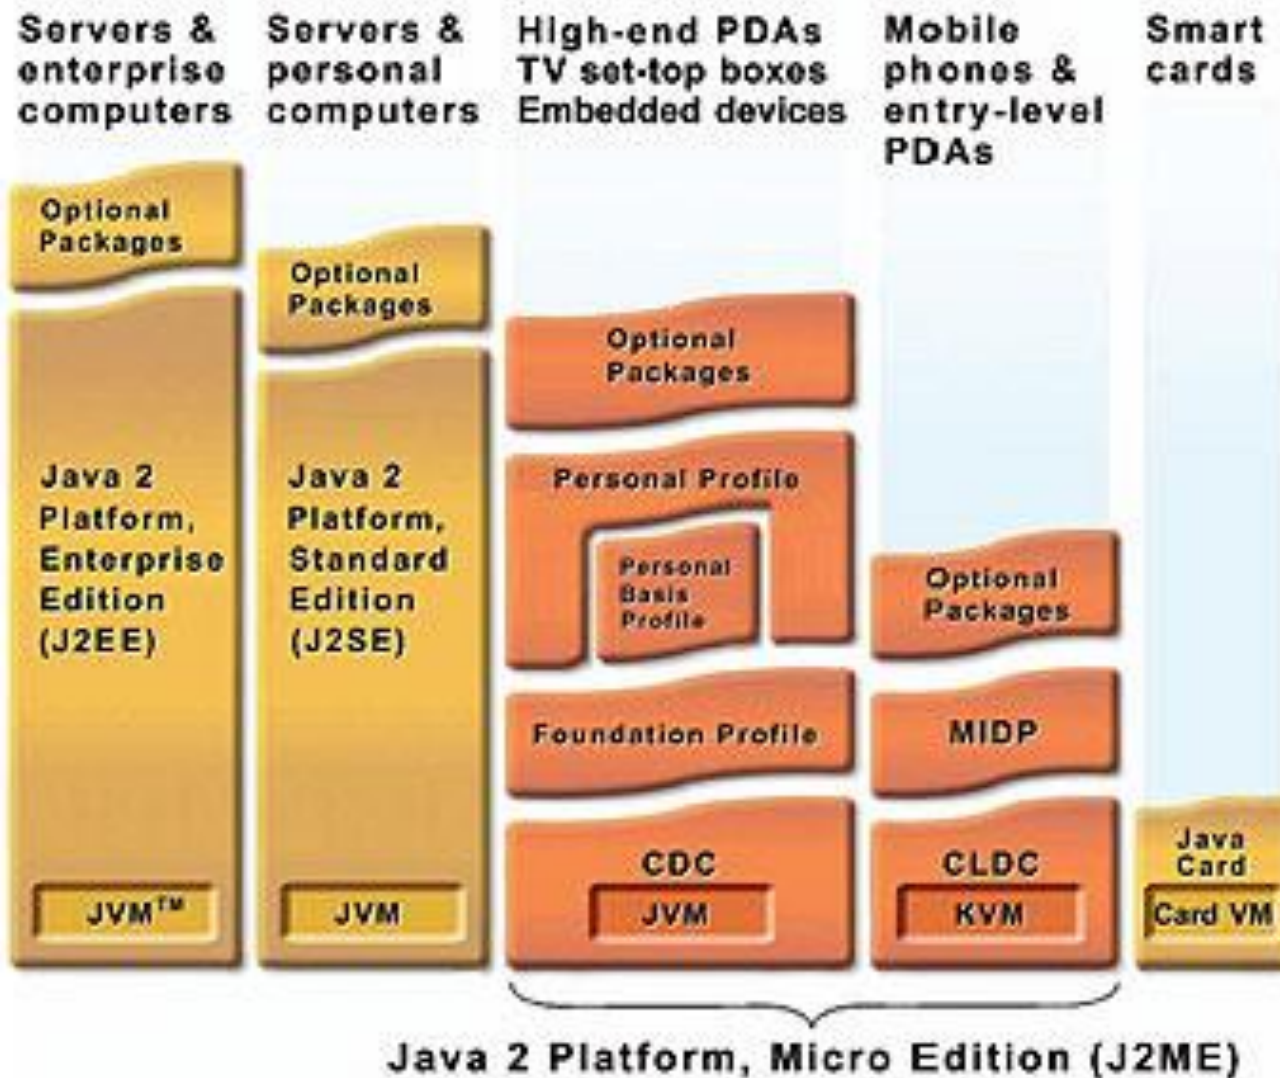 Servers &
enterprise
computers
Servers &
personal
computers
High-end PDAs
TV set-top boxes
Embedded devices
Mobile
phones &
entry-level
PDAs
Smart
cards
Optional
Packages
Java 2
Platform,
Enterprise
Edition
(J2EE)
JVM™
Optional
Packages
Java 2
Platform,
Standard
Edition
(J2SE)
JVM
Optional
Packages
Personal Profile
Personal
Basis
Profile
Foundation Profile
CDC
JVM
Optional
Packages
MIDP
CLDC
KVM
Java
Card
Card VM
Java 2 Platform, Micro Edition (J2ME)